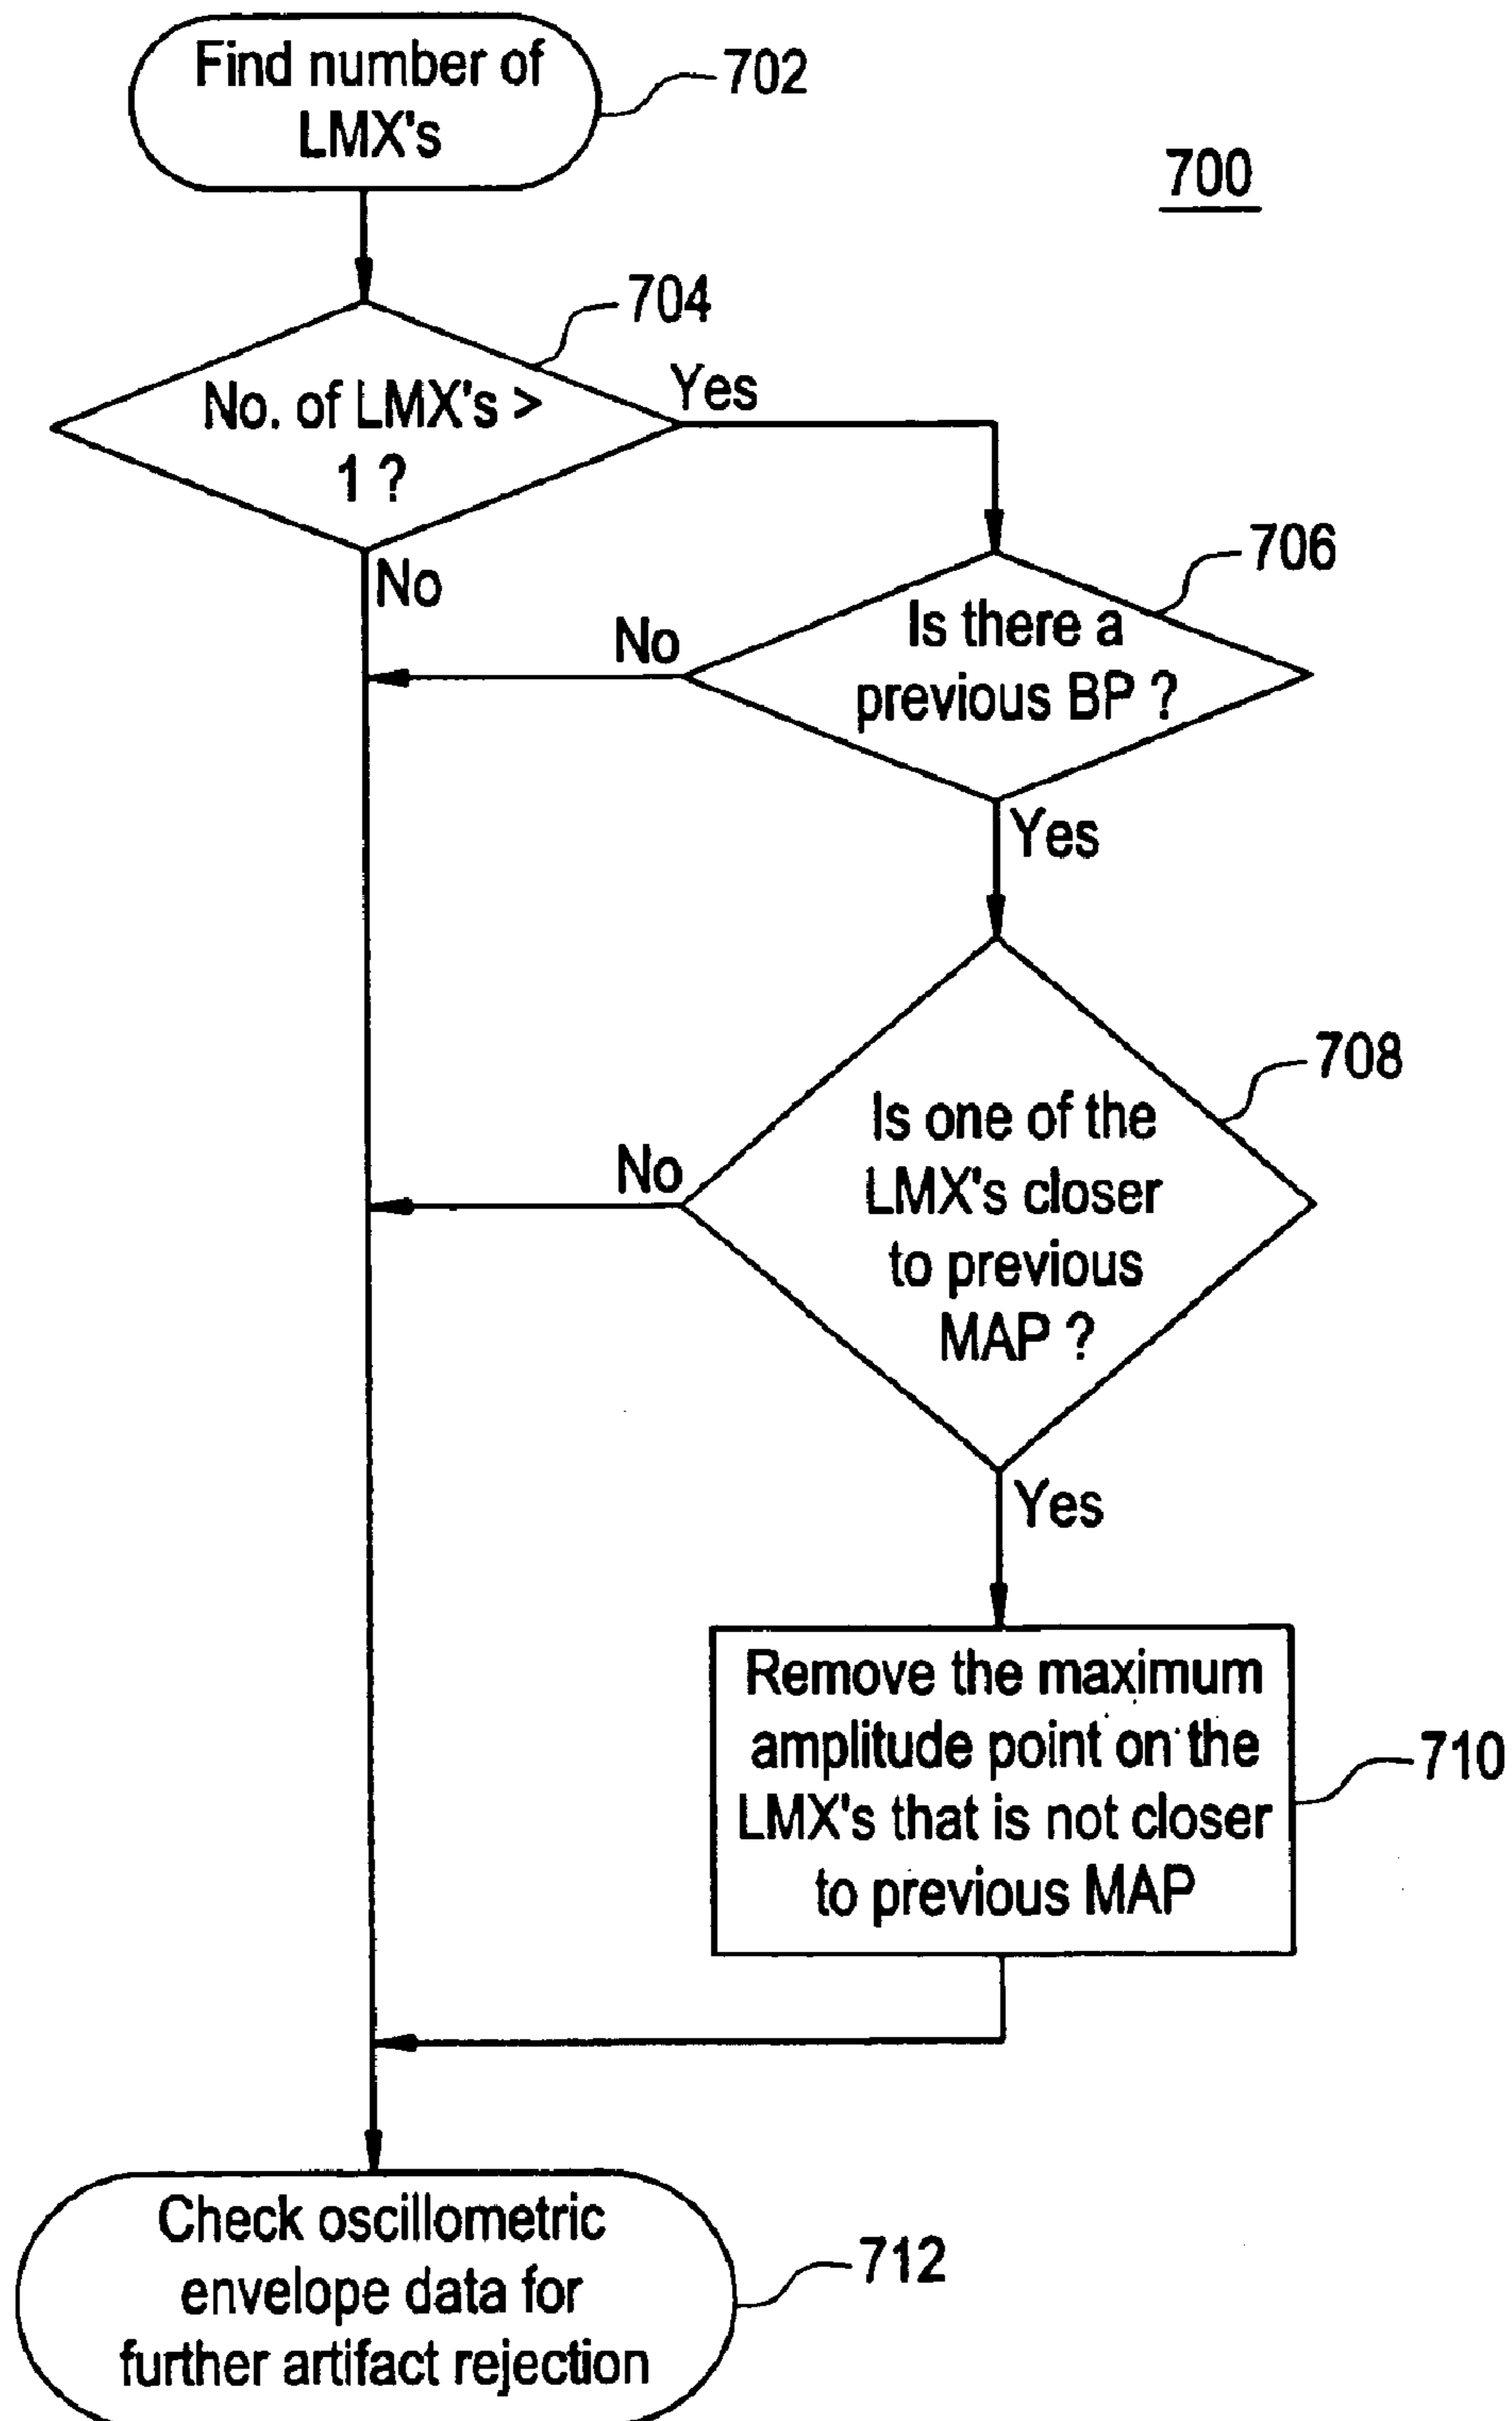 Find number of
LMX's
702
700
704
No. of LMX's >
1 ?
Yes
No
706
Is there a
previous BP ?
No
Yes
708
Is one of the
LMX's closer
to previous
MAP ?
No
Yes
Remove the maximum
amplitude point on the
LMX's that is not closer
to previous MAP
710
Check oscillometric
envelope data for
further artifact rejection
712